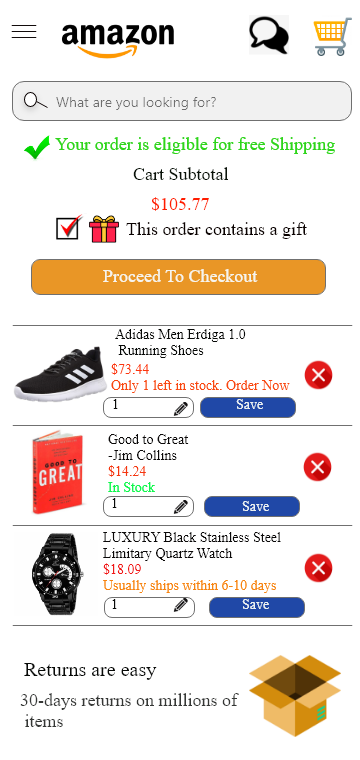 amazon
What are you looking for?
Your order is eligible for free Shipping
Cart Subtotal
$105.77
This order contains a gift
Proceed To Checkout
Adidas Men Erdiga 1.0
Running Shoes
$73.44
Only 1 left in stock. Order Now
1
Save
GOOD TO
GREAT
Good to Great
-Jim Collins
$14.24
In Stock
1
Save
LUXURY Black Stainless Steel
Limitary Quartz Watch
$18.09
Usually ships within 6-10 days
1
Save
Returns are easy
30-days returns on millions of
items